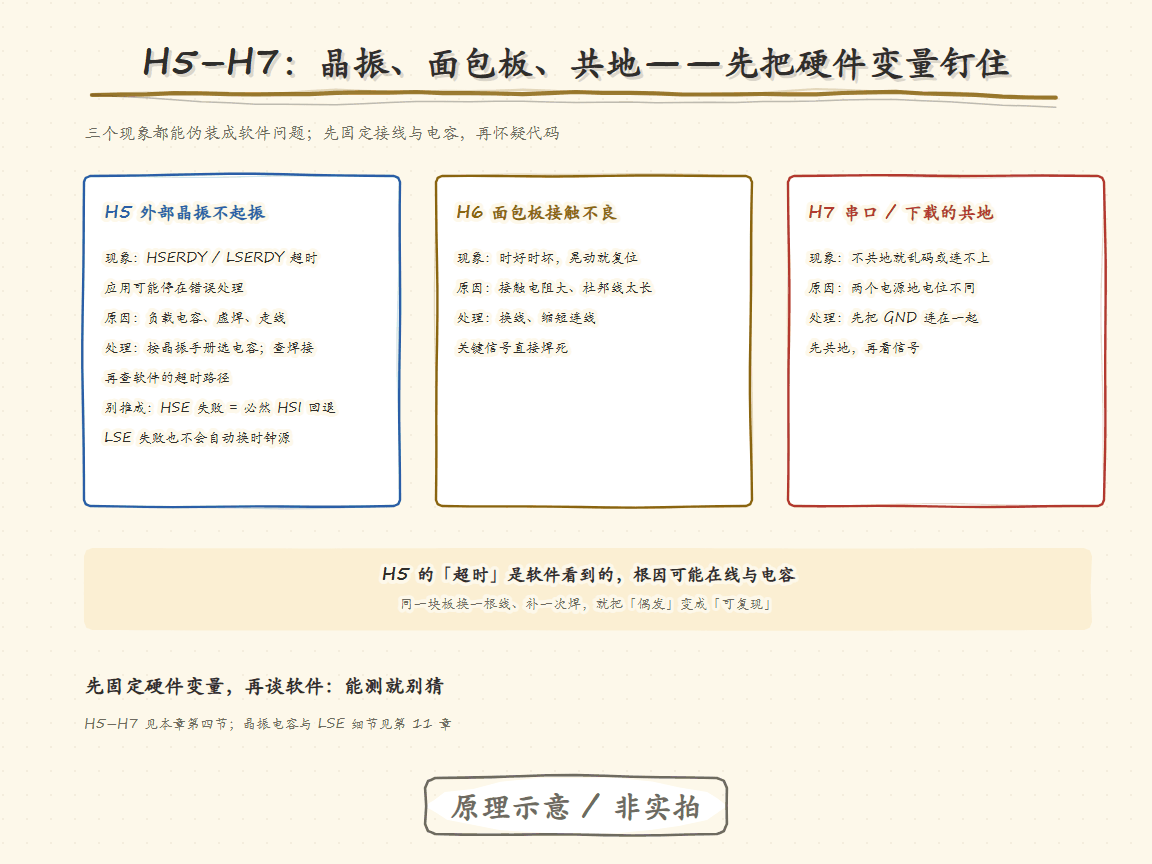 H5–H7：晶振、面包板、共地——先把硬件变量钉住
三个现象都能伪装成软件问题；先固定接线与电容，再怀疑代码
H5 外部晶振不起振
现象：HSERDY / LSERDY 超时
应用可能停在错误处理
原因：负载电容、虚焊、走线
处理：按晶振手册选电容；查焊接
再查软件的超时路径
别推成：HSE 失败 = 必然 HSI 回退
LSE 失败也不会自动换时钟源
H6 面包板接触不良
现象：时好时坏，晃动就复位
原因：接触电阻大、杜邦线太长
处理：换线、缩短连线
关键信号直接焊死
H7 串口 / 下载的共地
现象：不共地就乱码或连不上
原因：两个电源地电位不同
处理：先把 GND 连在一起
先共地，再看信号
H5 的「超时」是软件看到的，根因可能在线与电容
同一块板换一根线、补一次焊，就把「偶发」变成「可复现」
先固定硬件变量，再谈软件：能测就别猜
H5–H7 见本章第四节；晶振电容与 LSE 细节见第 11 章
原理示意 / 非实拍